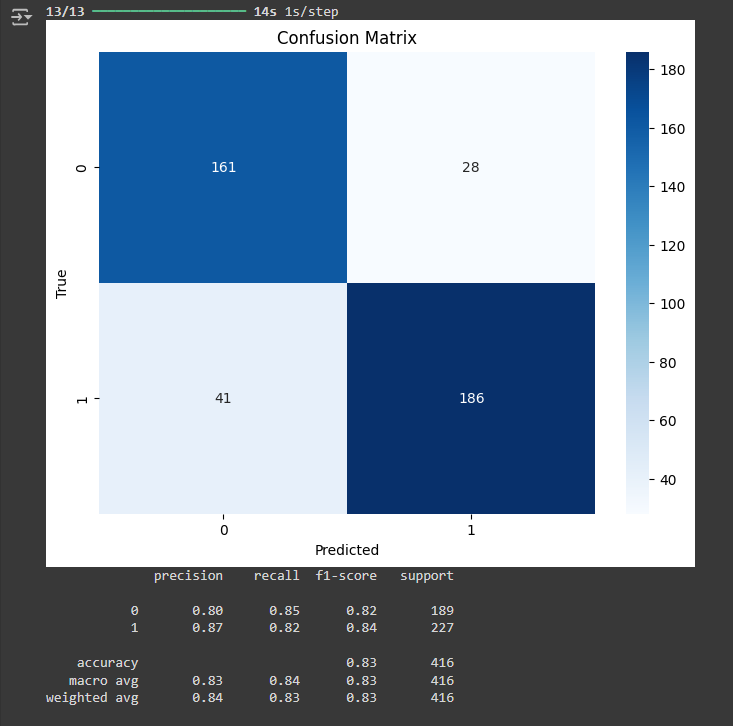 13/13 ━━━━━━━━━━━━━━━━━━━━ 14s 1s/step
Confusion Matrix
180
160
140
120
100
80
60
40
0
161 28
True
1
41 186
0 1
Predicted
precision recall f1-score support
0 0.80 0.85 0.82 189
1 0.87 0.82 0.84 227
accuracy 0.83 416
macro avg 0.83 0.84 0.83 416
weighted avg 0.84 0.83 0.83 416